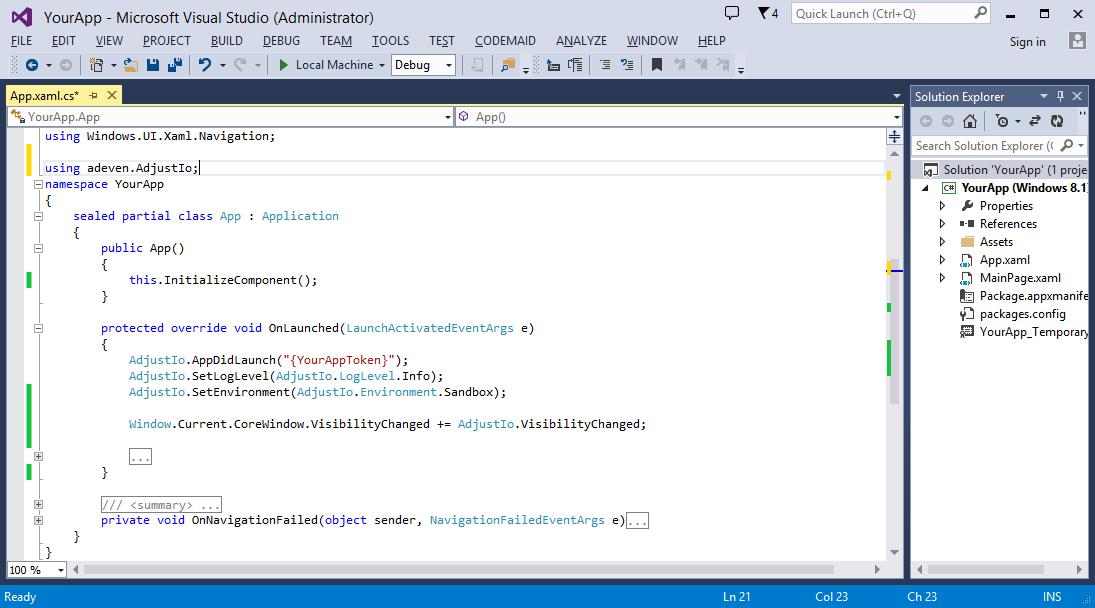 YourApp - Microsoft Visual Studio (Administrator)
4
Quick Launch (Ctrl+Q)
FILE EDIT VIEW PROJECT BUILD DEBUG TEAM TOOLS TEST CODEMAID ANALYZE WINDOW HELP
Sign in
Local Machine Debug
App.xaml.cs*
YourApp.App
App()
using Windows.UI.Xaml.Navigation;
using adeven.AdjustIo;
namespace YourApp
{
sealed partial class App : Application
{
public App()
{
this.InitializeComponent();
}
protected override void OnLaunched(LaunchActivatedEventArgs e)
{
AdjustIo.AppDidLaunch("{YourAppToken}");
AdjustIo.SetLogLevel(AdjustIo.LogLevel.Info);
AdjustIo.SetEnvironment(AdjustIo.Environment.Sandbox);
Window.Current.CoreWindow.VisibilityChanged += AdjustIo.VisibilityChanged;
...
}
/// <summary> ...
private void OnNavigationFailed(object sender, NavigationFailedEventArgs e)...
}
}
100 %
Solution Explorer
Search Solution Explorer (
Solution 'YourApp' (1 proje
C# YourApp (Windows 8.1
Properties
References
Assets
App.xaml
MainPage.xaml
Package.appxmanife
packages.config
YourApp_Temporary
Ready
Ln 21
Col 23
Ch 23
INS